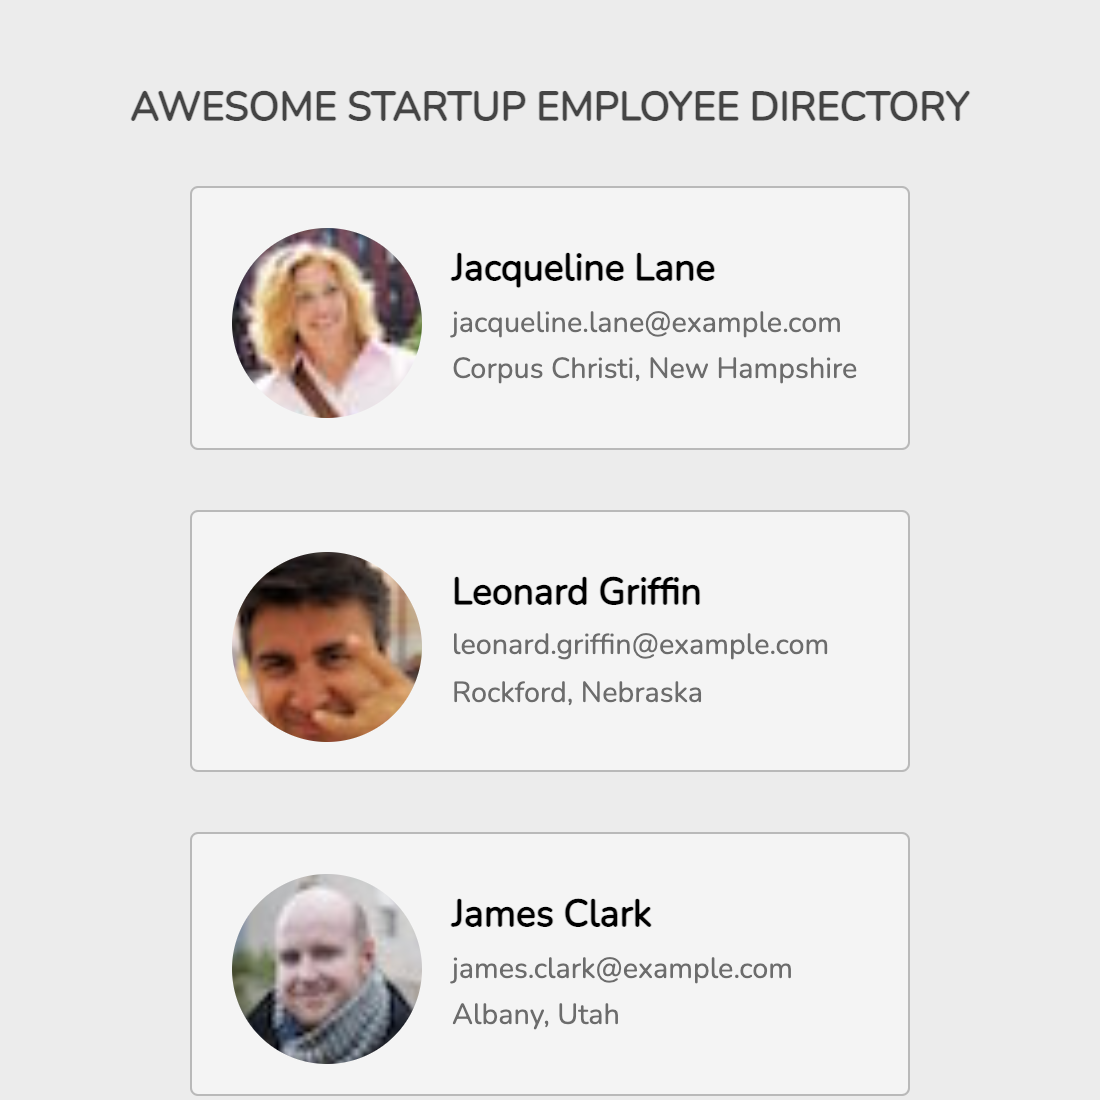 AWESOME STARTUP EMPLOYEE DIRECTORY
Jacqueline Lane
jacqueline.lane@example.com
Corpus Christi, New Hampshire
Leonard Griffin
leonard.griffin@example.com
Rockford, Nebraska
James Clark
james.clark@example.com
Albany, Utah